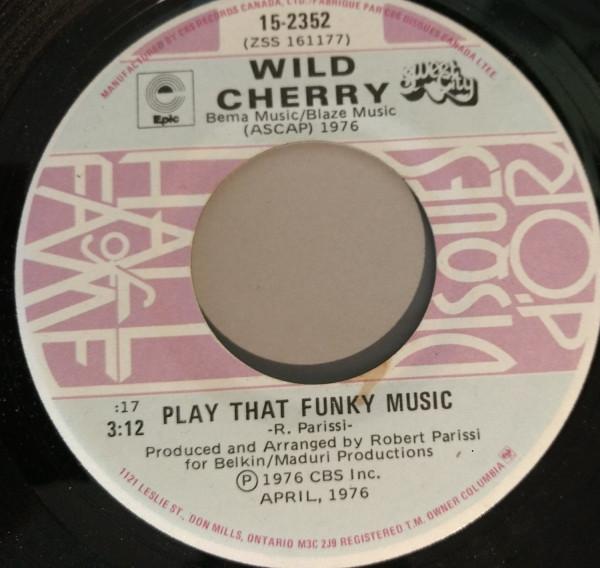 MANUFACTURED BY CBS RECORDS CANADA, LTD./FABRIQUE PAR CBS DISQUES CANADA LTEE.
15-2352
(ZSS 161177)
WILD
CHERRY
Epic
Sweet City
Bema Music/Blaze Music
(ASCAP) 1976
HALL of FAME
DISQUES D'OR
:17
3:12
PLAY THAT FUNKY MUSIC
-R. Parissi-
Produced and Arranged by Robert Parissi
for Belkin/Maduri Productions
Ⓟ 1976 CBS Inc.
APRIL, 1976
1121 LESLIE ST., DON MILLS, ONTARIO M3C 2J9 REGISTERED T.M. OWNER COLUMBIA